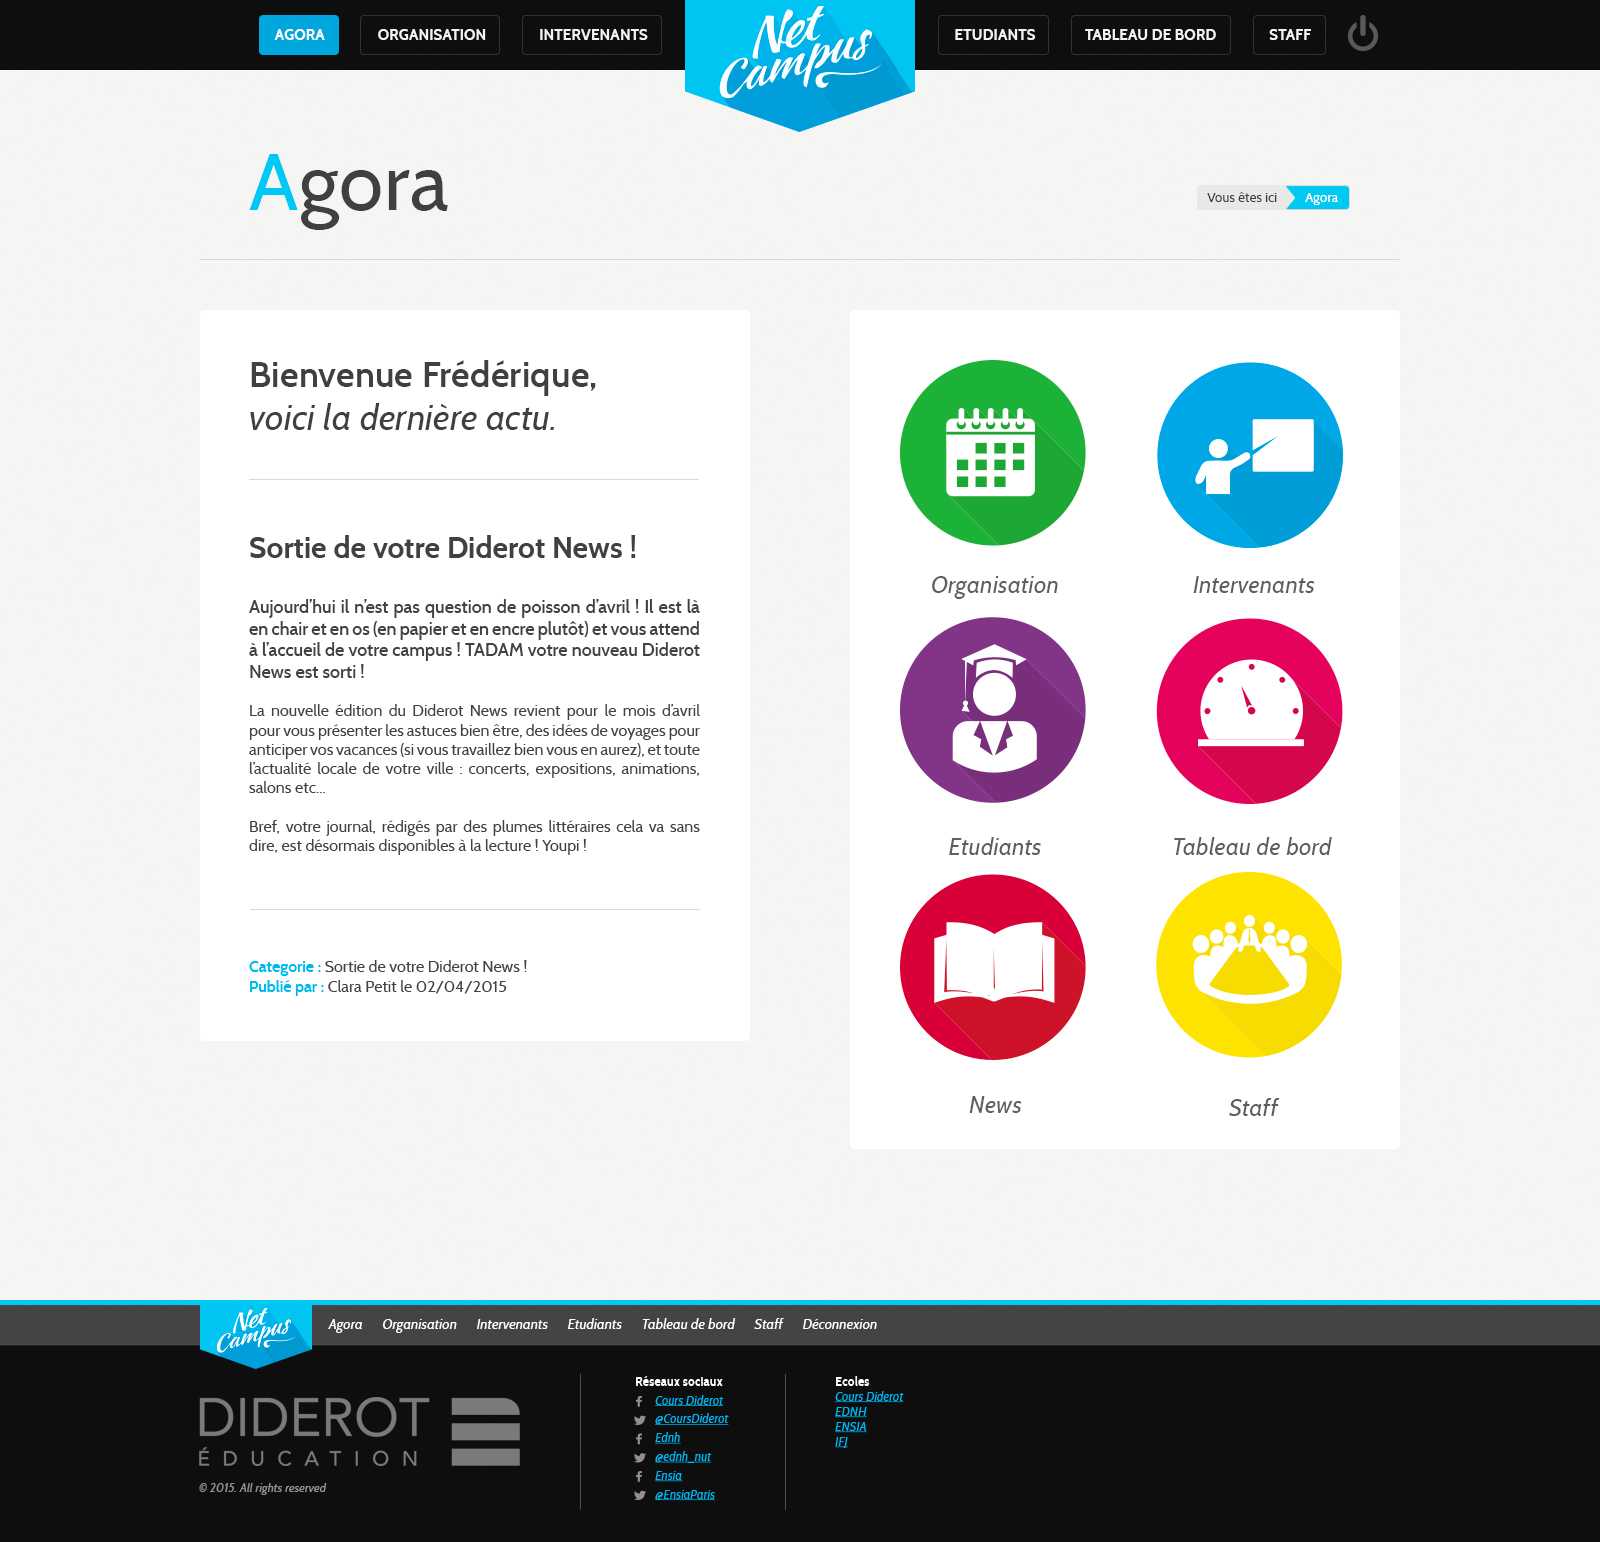 AGORA
ORGANISATION
INTERVENANTS
Net
Campus
ETUDIANTS
TABLEAU DE BORD
STAFF
Agora
Vous êtes ici
Agora
Bienvenue Frédérique,
voici la dernière actu.
Sortie de votre Diderot News !
Aujourd’hui il n’est pas question de poisson d’avril ! Il est là
en chair et en os (en papier et en encre plutôt) et vous attend
à l’accueil de votre campus ! TADAM votre nouveau Diderot
News est sorti !
La nouvelle édition du Diderot News revient pour le mois d’avril
pour vous présenter les astuces bien être, des idées de voyages pour
anticiper vos vacances (si vous travaillez bien vous en aurez), et toute
l’actualité locale de votre ville : concerts, expositions, animations,
salons etc...
Bref, votre journal, rédigés par des plumes littéraires cela va sans
dire, est désormais disponibles à la lecture ! Youpi !
Categorie : Sortie de votre Diderot News !
Publié par : Clara Petit le 02/04/2015
Organisation
Intervenants
Etudiants
Tableau de bord
News
Staff
Net
Campus
Agora
Organisation
Intervenants
Etudiants
Tableau de bord
Staff
Déconnexion
DIDEROT
ÉDUCATION
© 2015. All rights reserved
Réseaux sociaux
Cours Diderot
@CoursDiderot
Ednh
@ednh_nut
Ensia
@EnsiaParis
Ecoles
Cours Diderot
EDNH
ENSIA
IFJ